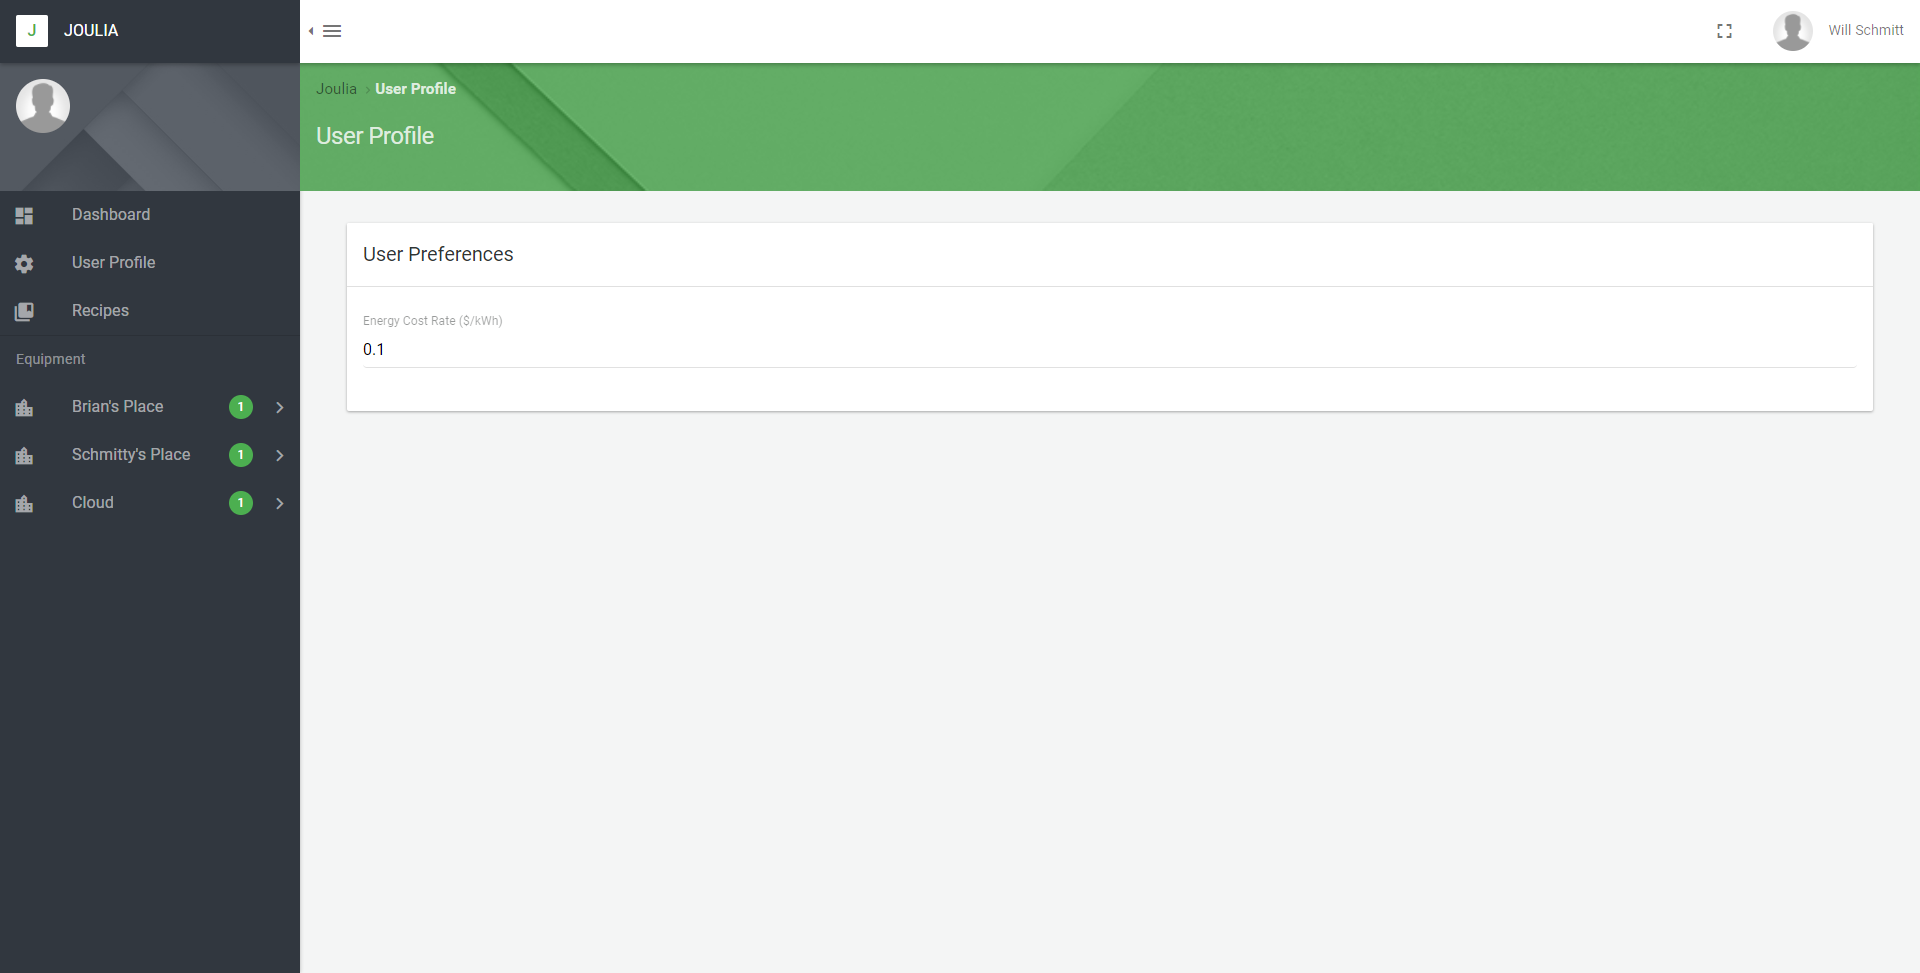 J JOULIA
Will Schmitt
Joulia › User Profile
User Profile
Dashboard
User Profile
Recipes
Equipment
Brian's Place 1
Schmitty's Place 1
Cloud 1
User Preferences
Energy Cost Rate ($/kWh)
0.1